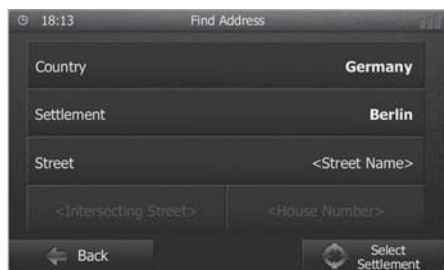 18:13 Find Address
Country Germany
Settlement Berlin
Street <Street Name>
<Intersecting Street> <House Number>
Back Select
Settlement